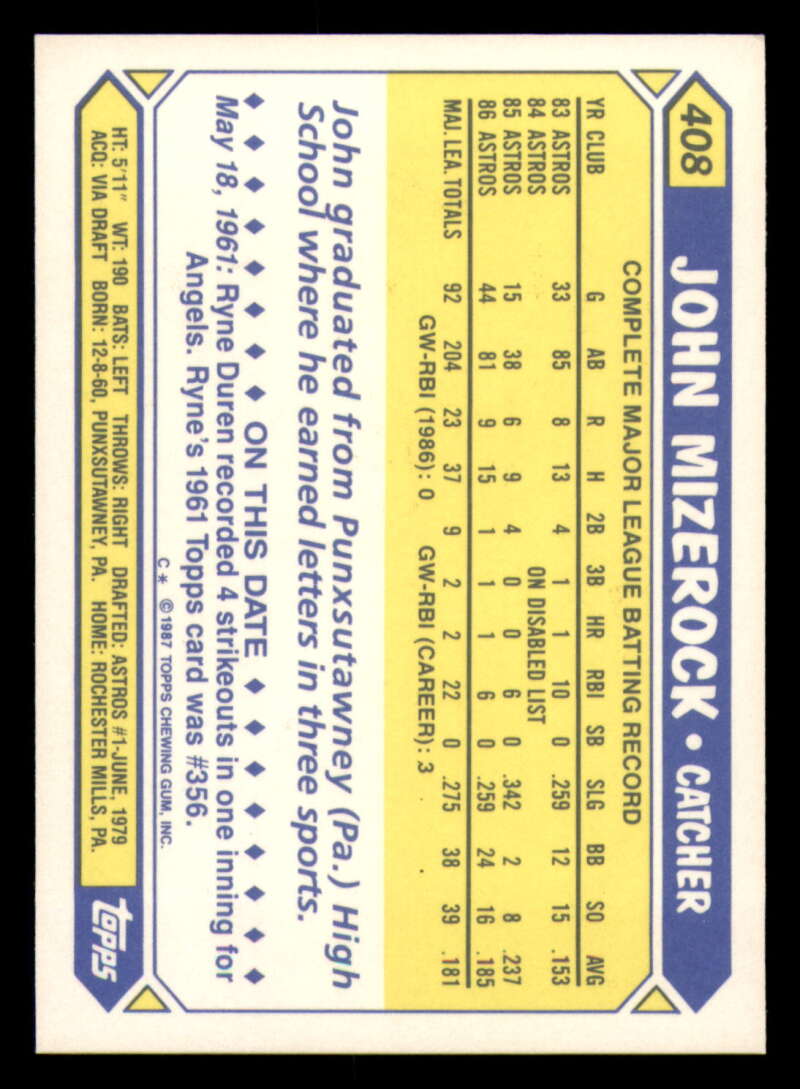 408
JOHN MIZEROCK • CATCHER
COMPLETE MAJOR LEAGUE BATTING RECORD
YR CLUB G AB R H 2B 3B HR RBI SB SLG BB SO AVG
83 ASTROS 33 85 8 13 4 1 1 10 0 .259 12 15 .153
84 ASTROS ON DISABLED LIST
85 ASTROS 15 38 6 9 4 0 0 6 0 .342 2 8 .237
86 ASTROS 44 81 9 15 1 1 1 6 0 .259 24 16 .185
MAJ. LEA. TOTALS 92 204 23 37 9 2 2 22 0 .275 38 39 .181
GW-RBI (1986): 0 GW-RBI (CAREER): 3
John graduated from Punxsutawney (Pa.) High
School where he earned letters in three sports.
◆ ◆ ◆ ◆ ◆ ◆ ◆ ◆ ON THIS DATE ◆ ◆ ◆ ◆ ◆ ◆ ◆ ◆
May 18, 1961: Ryne Duren recorded 4 strikeouts in one inning for
Angels. Ryne's 1961 Topps card was #356.
C* ©1987 TOPPS CHEWING GUM, INC.
HT: 5'11" WT: 190 BATS: LEFT THROWS: RIGHT DRAFTED: ASTROS #1-JUNE, 1979
ACQ: VIA DRAFT BORN: 12-8-60, PUNXSUTAWNEY, PA. HOME: ROCHESTER MILLS, PA.
topps